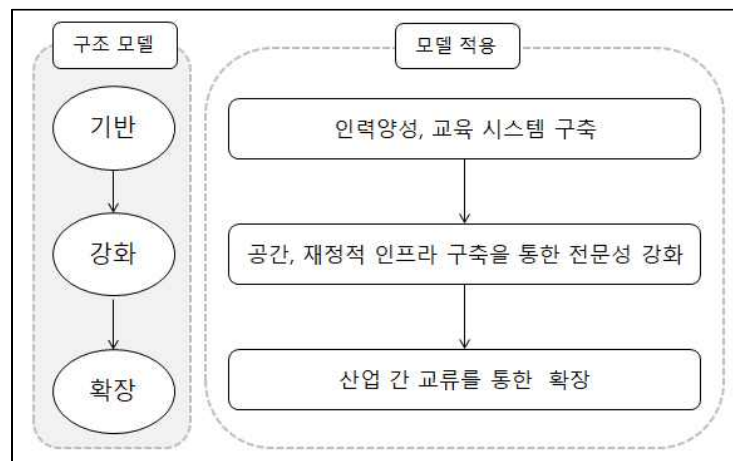 구조 모델
모델 적용
기반
인력양성, 교육 시스템 구축
강화
공간, 재정적 인프라 구축을 통한 전문성 강화
확장
산업 간 교류를 통한 확장